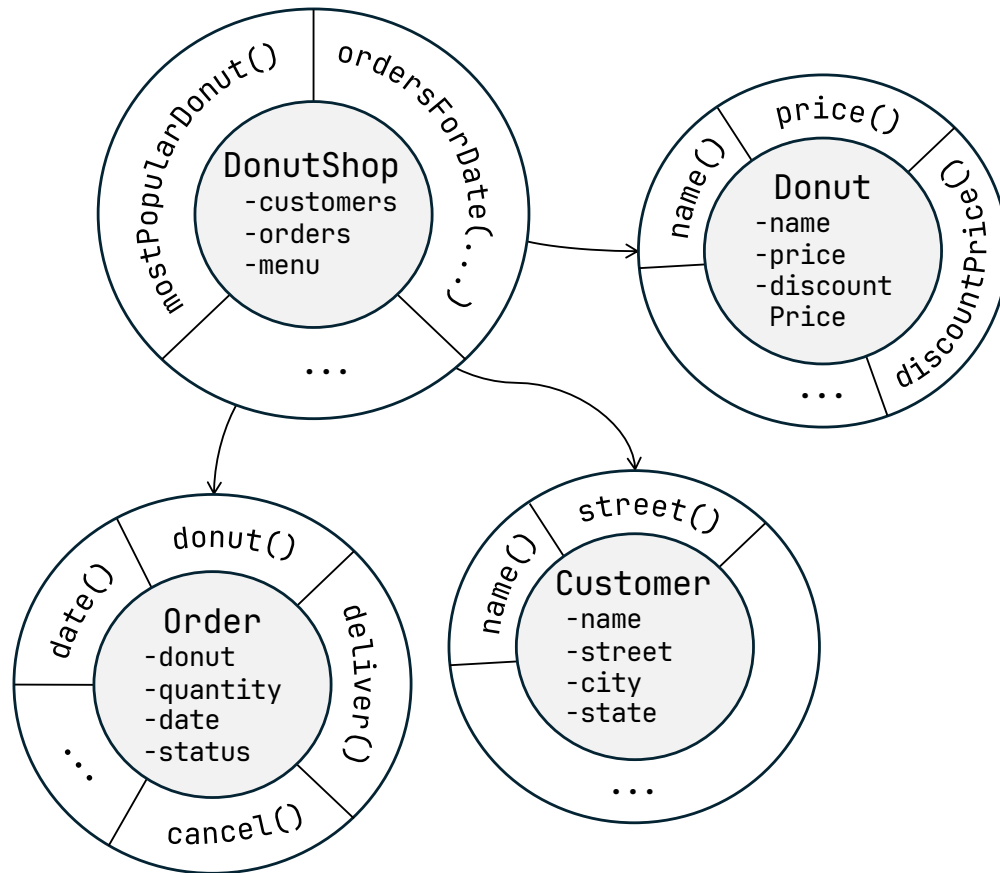 mostPopularDonut()
ordersForDate(...)
DonutShop
-customers
-orders
-menu
...
name()
price()
discountPrice()
Donut
-name
-price
-discount
Price
...
date()
donut()
deliver()
Order
-donut
-quantity
-date
-status
...
cancel()
name()
street()
Customer
-name
-street
-city
-state
...